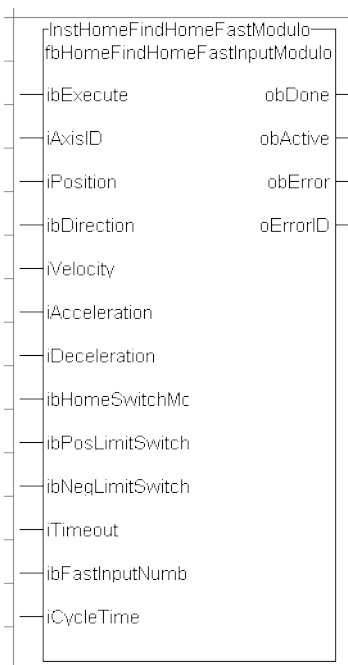 InstHomeFindHomeFastModulo
fbHomeFindHomeFastInputModulo
ibExecute obDone
iAxisID obActive
iPosition obError
ibDirection oErrorID
iVelocity
iAcceleration
iDeceleration
ibHomeSwitchMc
ibPosLimitSwitch
ibNegLimitSwitch
iTimeout
ibFastInputNumb
iCycleTime